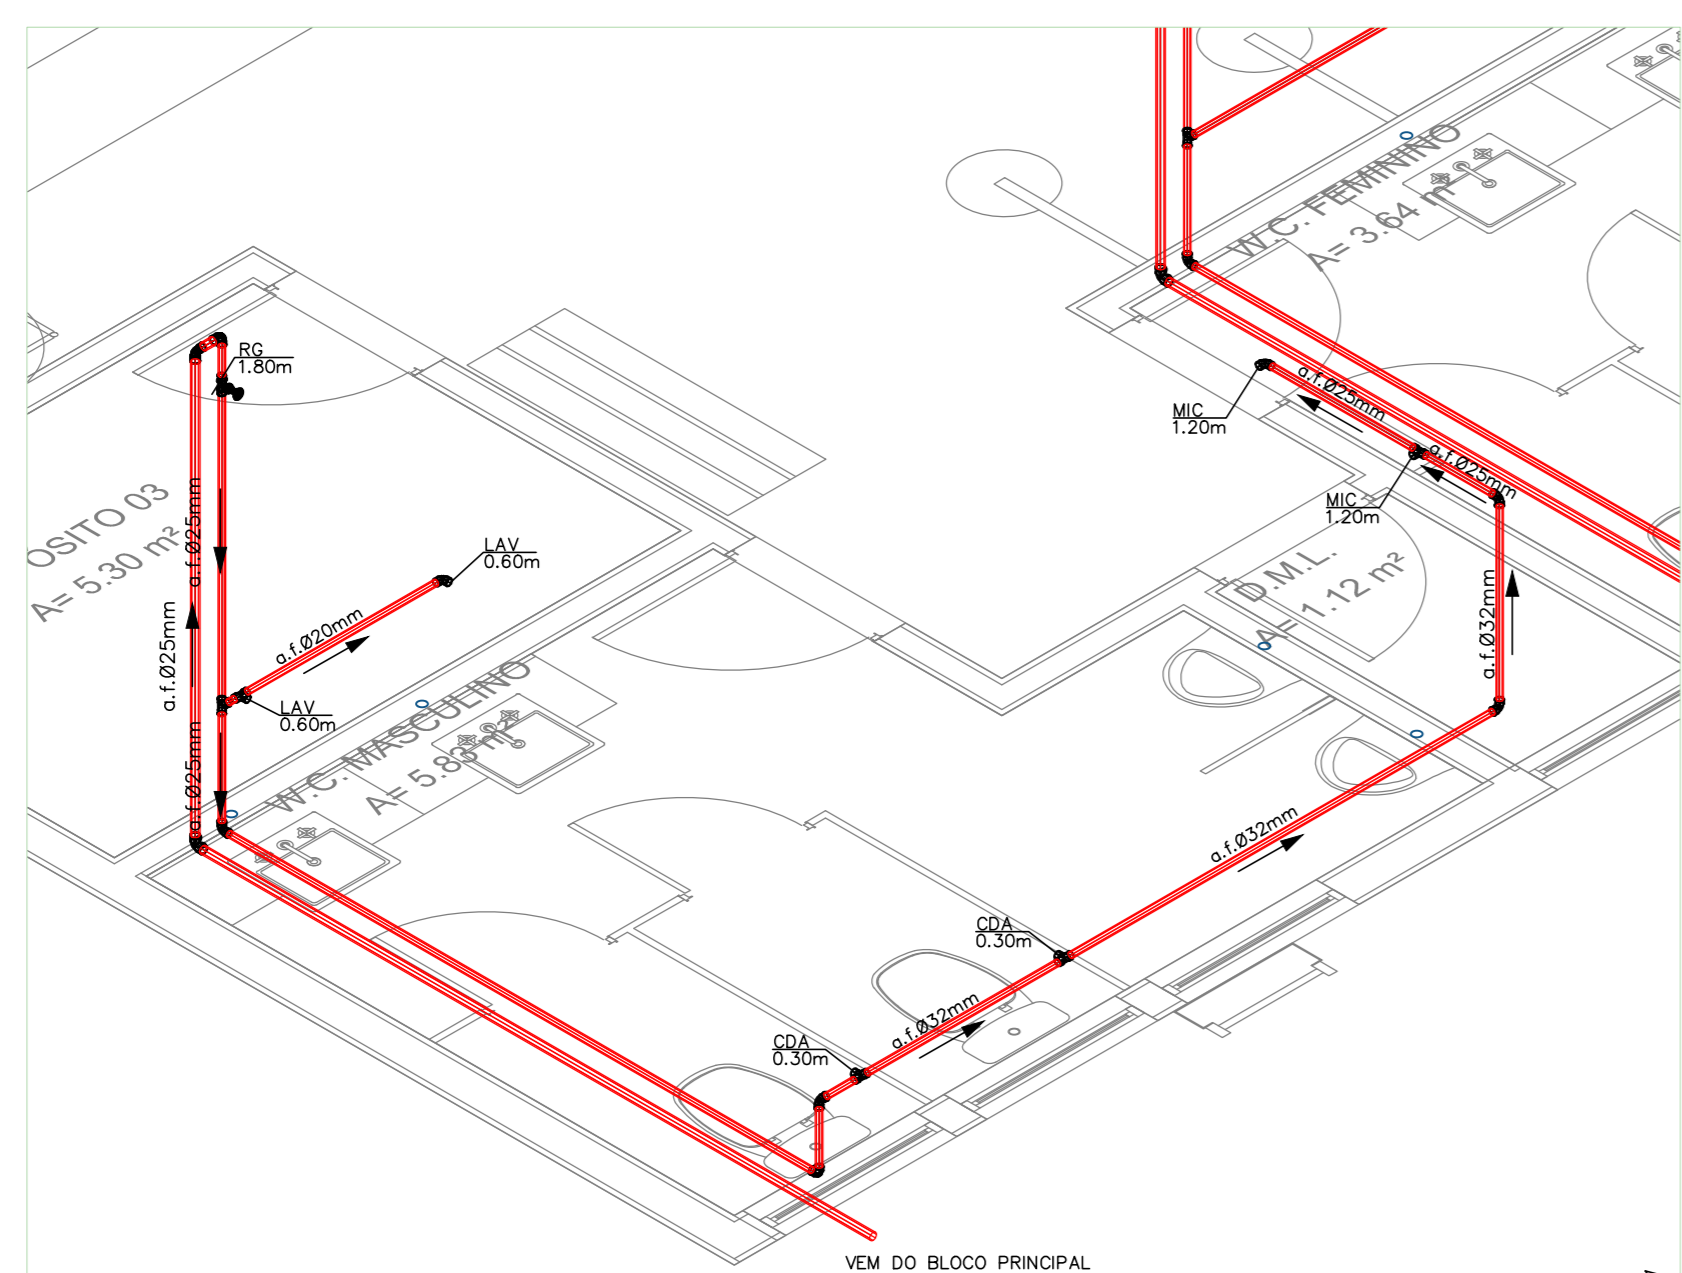 W.C. FEMININO
A= 3.64 m
RG
1.80m
a.f.Ø25mm
MIC
1.20m
a.f.Ø25mm
MIC
1.20m
OSITO 03
A= 5.30 m²
a.f.Ø25mm
LAV
0.60m
D.M.L.
A= 1.12 m²
a.f.Ø32mm
a.f.Ø25mm
a.f.Ø20mm
LAV
0.60m
W.C. MASCULINO
A= 5.83 m²
a.f.Ø25mm
a.f.Ø32mm
CDA
0.30m
a.f.Ø32mm
CDA
0.30m
VEM DO BLOCO PRINCIPAL